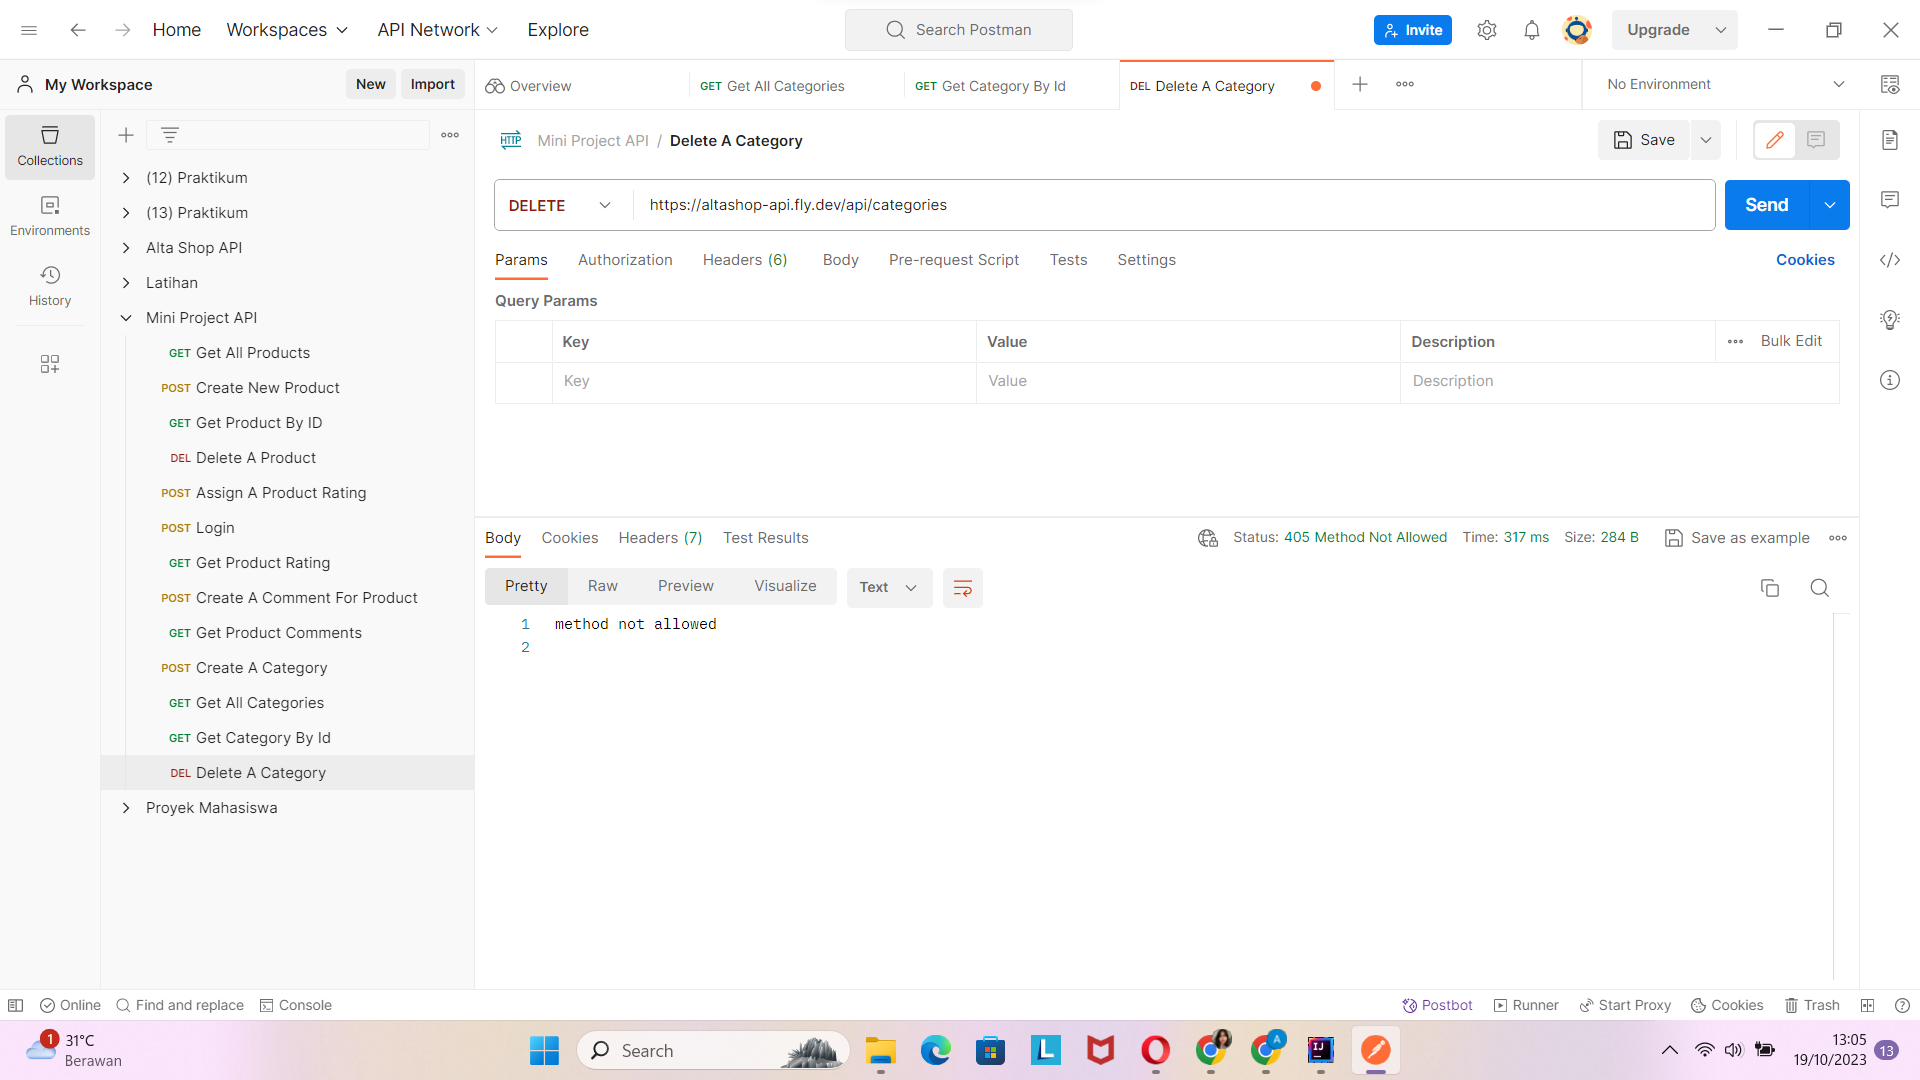 Home
Workspaces
API Network
Explore
Search Postman
Invite
Upgrade
My Workspace
New
Import
Overview
GET Get All Categories
GET Get Category By Id
DEL Delete A Category
No Environment
Collections
Environments
History
(12) Praktikum
(13) Praktikum
Alta Shop API
Latihan
Mini Project API
GET Get All Products
POST Create New Product
GET Get Product By ID
DEL Delete A Product
POST Assign A Product Rating
POST Login
GET Get Product Rating
POST Create A Comment For Product
GET Get Product Comments
POST Create A Category
GET Get All Categories
GET Get Category By Id
DEL Delete A Category
Proyek Mahasiswa
HTTP Mini Project API / Delete A Category
Save
DELETE
https://altashop-api.fly.dev/api/categories
Send
Params
Authorization
Headers (6)
Body
Pre-request Script
Tests
Settings
Cookies
Query Params
Key
Value
Description
Bulk Edit
Key
Value
Description
Body
Cookies
Headers (7)
Test Results
Status: 405 Method Not Allowed
Time: 317 ms
Size: 284 B
Save as example
Pretty
Raw
Preview
Visualize
Text
1 method not allowed
2
Online
Find and replace
Console
Postbot
Runner
Start Proxy
Cookies
Trash
1
31°C
Berawan
Search
L
A
IJ
13:05
19/10/2023
13